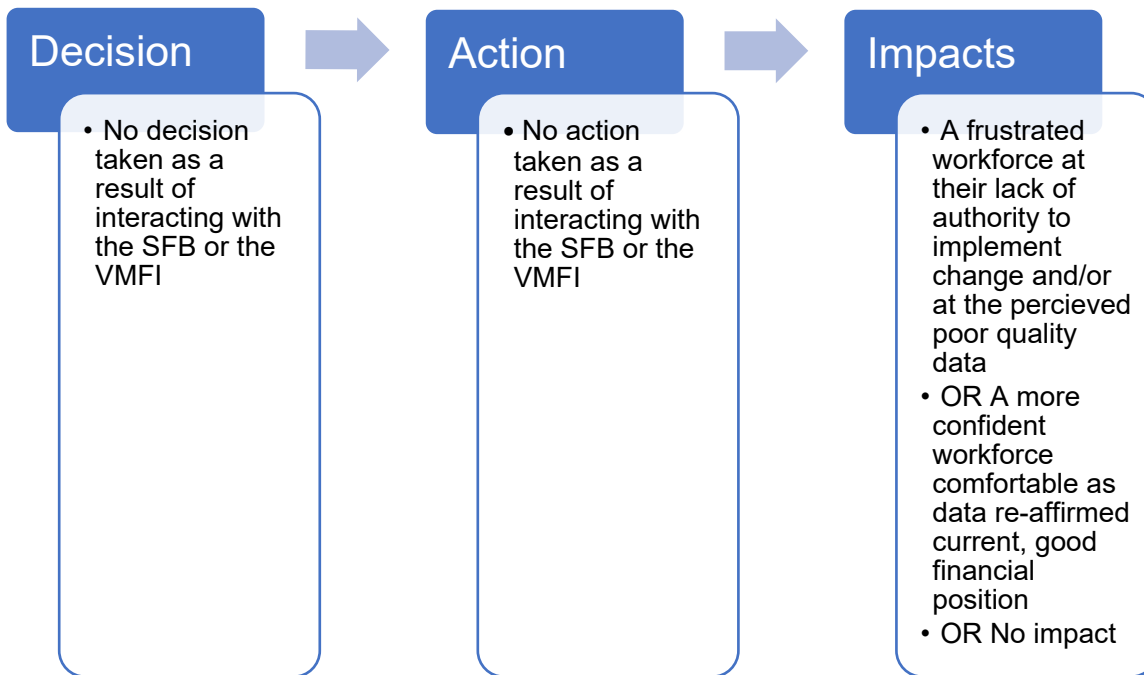 Decision
• No decision
taken as a
result of
interacting with
the SFB or the
VMFI
Action
• No action
taken as a
result of
interacting with
the SFB or the
VMFI
Impacts
• A frustrated
workforce at
their lack of
authority to
implement
change and/or
at the percieved
poor quality
data
• OR A more
confident
workforce
comfortable as
data re-affirmed
current, good
financial
position
• OR No impact